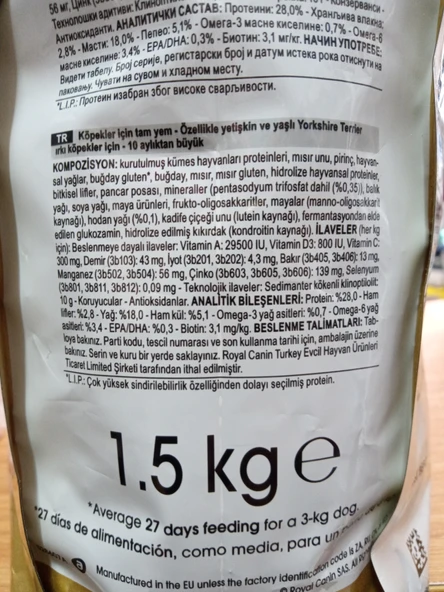 Технолошки адитиви: 
Антиоксиданти. АНАЛИТИЧКИ САСТАВ: Протеини: 28,0% - Хранљива влакна:
2,8% - Масти: 18,0% - Пепео: 5,1% - Омега-3 масне киселине: 0,7% - Омега-6
масне киселине: 3,4% - EPA/DHA: 0,3% - Биотин: 3,1 мг/кг. НАЧИН УПОТРЕБЕ:
Видети табелу. Број серије, регистарски број и датум истека рока отиснути на
паковању. Чувати на сувом и хладном месту.
*L.I.P.: Протеин изабран због високе сварљивости.
TR Köpekler için tam yem - Özellikle yetişkin ve yaşlı Yorkshire Terrier
ırkı köpekler için - 10 aylıktan büyük
KOMPOZİSYON: kurutulmuş kümes hayvanları proteinleri, mısır unu, pirinç, hayvan-
sal yağlar, buğday gluten*, buğday, mısır, mısır gluten, hidrolize hayvansal proteinler,
bitkisel lifler, pancar posası, mineraller (pentasodyum trifosfat dahil (%0,35)), balık
yağı, soya yağı, maya ürünleri, frukto-oligosakkaritler, mayalar (manno-oligosakkarit
kaynağı), hodan yağı (%0,1), kadife çiçeği unu (lutein kaynağı), fermantasyondan elde
edilen glukozamin, hidrolize edilmiş kıkırdak (kondroitin kaynağı). İLAVELER (her kg
için): Beslenmeye dayalı ilaveler: Vitamin A: 29500 IU, Vitamin D3: 800 IU, Vitamin C:
300 mg, Demir (3b103): 43 mg, İyot (3b201, 3b202): 4,3 mg, Bakır (3b405, 3b406): 13 mg,
Manganez (3b502, 3b504): 56 mg, Çinko (3b603, 3b605, 3b606): 139 mg, Selenyum
(3b801, 3b811, 3b812): 0,09 mg - Teknolojik ilaveler: Sedimanter kökenli klinoptilolit:
10 g - Koruyucular - Antioksidanlar. ANALİTİK BİLEŞENLERİ: Protein: %28,0 - Ham
lifler: %2,8 - Yağ: %18,0 - Ham kül: %5,1 - Omega-3 yağ asitleri: %0,7 - Omega-6 yağ
asitleri: %3,4 - EPA/DHA: %0,3 - Biotin: 3,1 mg/kg. BESLENME TALİMATLARI: Tab-
loya bakınız. Parti kodu, tescil numarası ve son kullanma tarihi için, ambalajın üzerine
bakınız. Serin ve kuru bir yerde saklayınız. Royal Canin Turkey Evcil Hayvan Ürünleri
Ticaret Limited Şirketi tarafından ithal edilmiştir.
*L.I.P.: Çok yüksek sindirilebilirlik özelliğinden dolayı seçilmiş protein.
1.5 kg e
*Average 27 days feeding for a 3-kg dog.
*27 días de alimentación, como media, para un
Manufactured in the EU unless the factory identification code is ZA,
© Royal Canin SAS. All